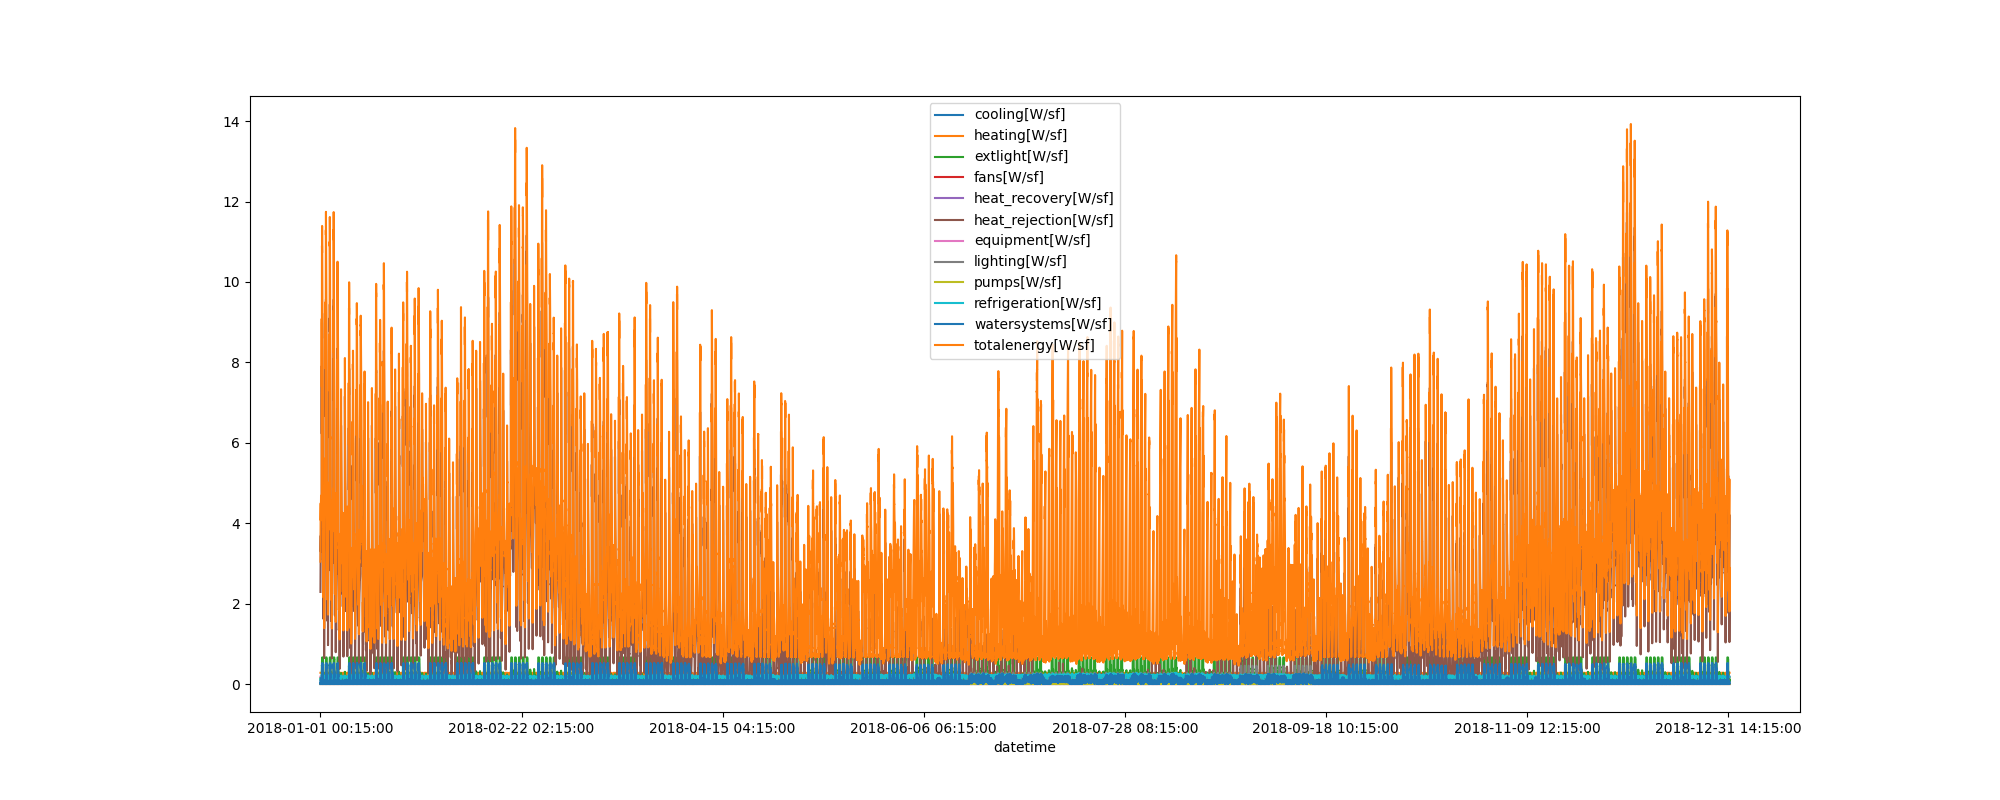 14
12
10
8
6
4
2
0
cooling[W/sf]
heating[W/sf]
extlight[W/sf]
fans[W/sf]
heat_recovery[W/sf]
heat_rejection[W/sf]
equipment[W/sf]
lighting[W/sf]
pumps[W/sf]
refrigeration[W/sf]
watersystems[W/sf]
totalenergy[W/sf]
2018-01-01 00:15:00 2018-02-22 02:15:00 2018-04-15 04:15:00 2018-06-06 06:15:00 2018-07-28 08:15:00 2018-09-18 10:15:00 2018-11-09 12:15:00 2018-12-31 14:15:00
datetime